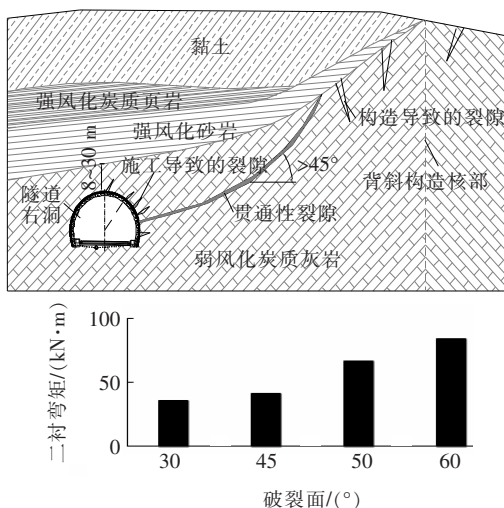 黏土
强风化炭质页岩
强风化砂岩
构造导致的裂隙
8~30 m
施工导致的裂隙
>45°
背斜构造核部
隧道
右洞
贯通性裂隙
弱风化炭质灰岩
二衬弯矩/(kN·m)
100
50
0
30 45 50 60
破裂面/(°)